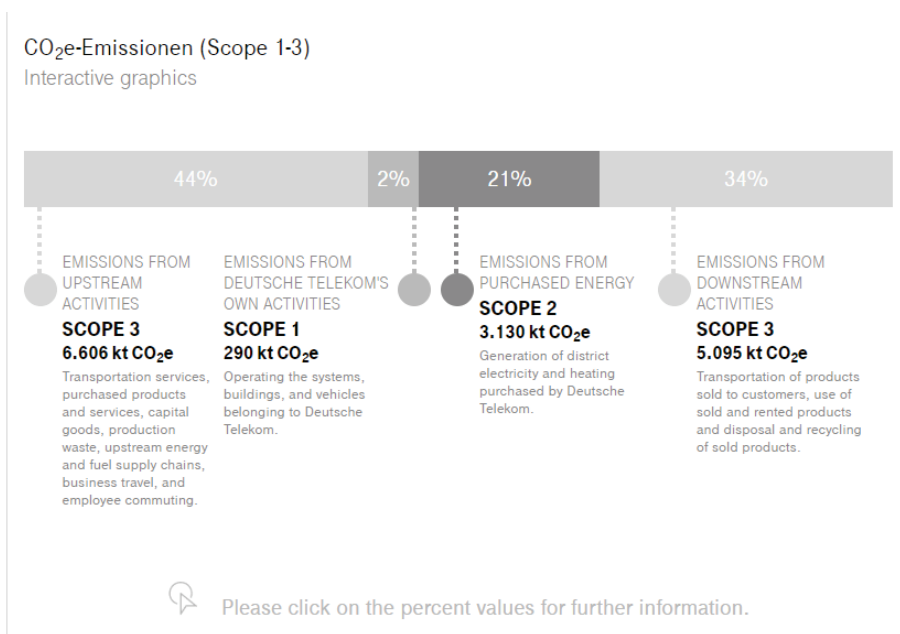 CO₂e-Emissionen (Scope 1-3)
Interactive graphics
44%
2%
21%
34%
EMISSIONS FROM
UPSTREAM
ACTIVITIES
SCOPE 3
6.606 kt CO₂e
Transportation services,
purchased products
and services, capital
goods, production
waste, upstream energy
and fuel supply chains,
business travel, and
employee commuting.
EMISSIONS FROM
DEUTSCHE TELEKOM'S
OWN ACTIVITIES
SCOPE 1
290 kt CO₂e
Operating the systems,
buildings, and vehicles
belonging to Deutsche
Telekom.
EMISSIONS FROM
PURCHASED ENERGY
SCOPE 2
3.130 kt CO₂e
Generation of district
electricity and heating
purchased by Deutsche
Telekom.
EMISSIONS FROM
DOWNSTREAM
ACTIVITIES
SCOPE 3
5.095 kt CO₂e
Transportation of products
sold to customers, use of
sold and rented products
and disposal and recycling
of sold products.
Please click on the percent values for further information.